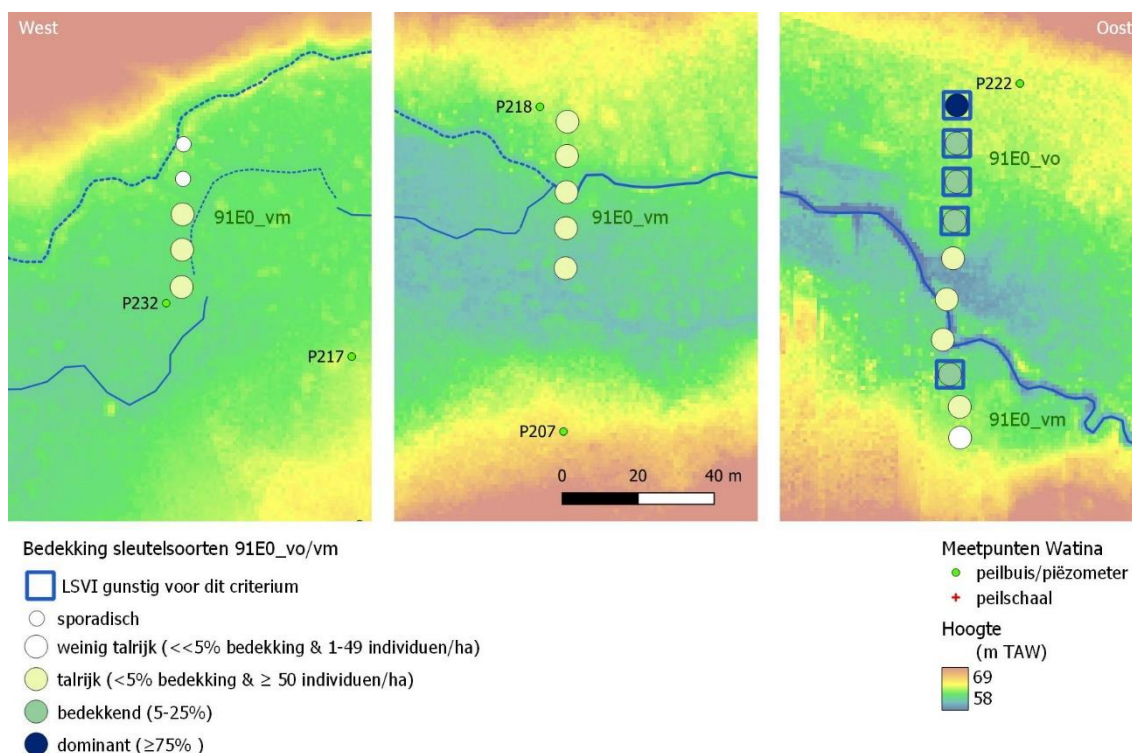 West
Oost
P232
P217
91E0_vm
P218
P207
91E0_vm
0 20 40 m
P222
91E0_vo
91E0_vm
Bedekking sleutelsoorten 91E0_vo/vm
LSVI gunstig voor dit criterium
sporadisch
weinig talrijk (<<5% bedekking & 1-49 individuen/ha)
talrijk (<5% bedekking & ≥ 50 individuen/ha)
bedekkend (5-25%)
dominant (≥75% )
Meetpunten Watina
peilbuis/piëzometer
peilschaal
Hoogte
(m TAW)
69
58